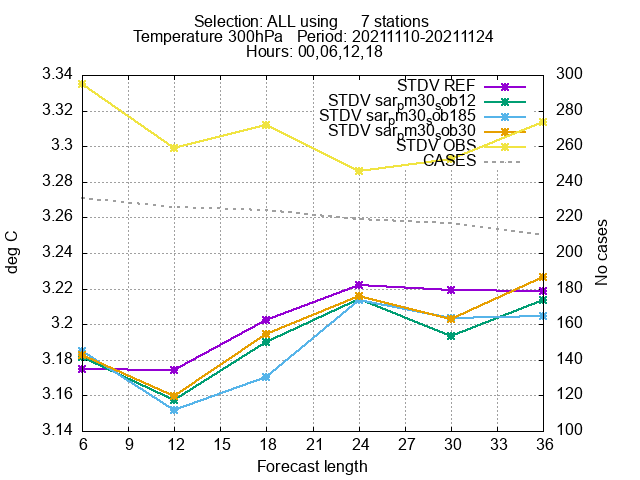 Selection: ALL using 7 stations
Temperature 300hPa Period: 20211110-20211124
Hours: 00,06,12,18
3.34 300
STDV REF
3.32 280
STDV sarpm30sob12
STDV sarpm30sob185
STDV sarpm30sob30
3.3 260
STDV OBS
CASES
3.28 240
3.26 220
3.24 200
deg C
No cases
3.22 180
3.2 160
3.18 140
3.16 120
3.14 100
6 9 12 15 18 21 24 27 30 33 36
Forecast length